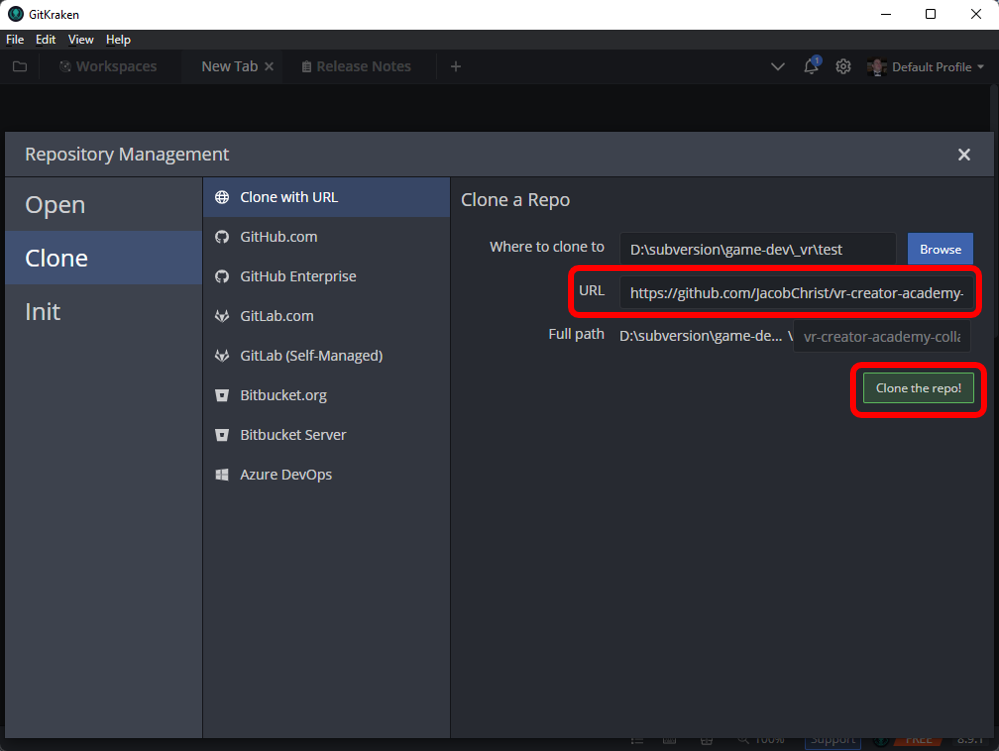 GitKraken
File Edit View Help
Workspaces New Tab Release Notes 1 Default Profile
Repository Management
Open
Clone
Init
Clone with URL
GitHub.com
GitHub Enterprise
GitLab.com
GitLab (Self-Managed)
Bitbucket.org
Bitbucket Server
Azure DevOps
Clone a Repo
Where to clone to D:\subversion\game-dev\_vr\test Browse
URL https://github.com/JacobChrist/vr-creator-academy-
Full path D:\subversion\game-de... \ vr-creator-academy-colla
Clone the repo!
100% Support FREE 8.9.1